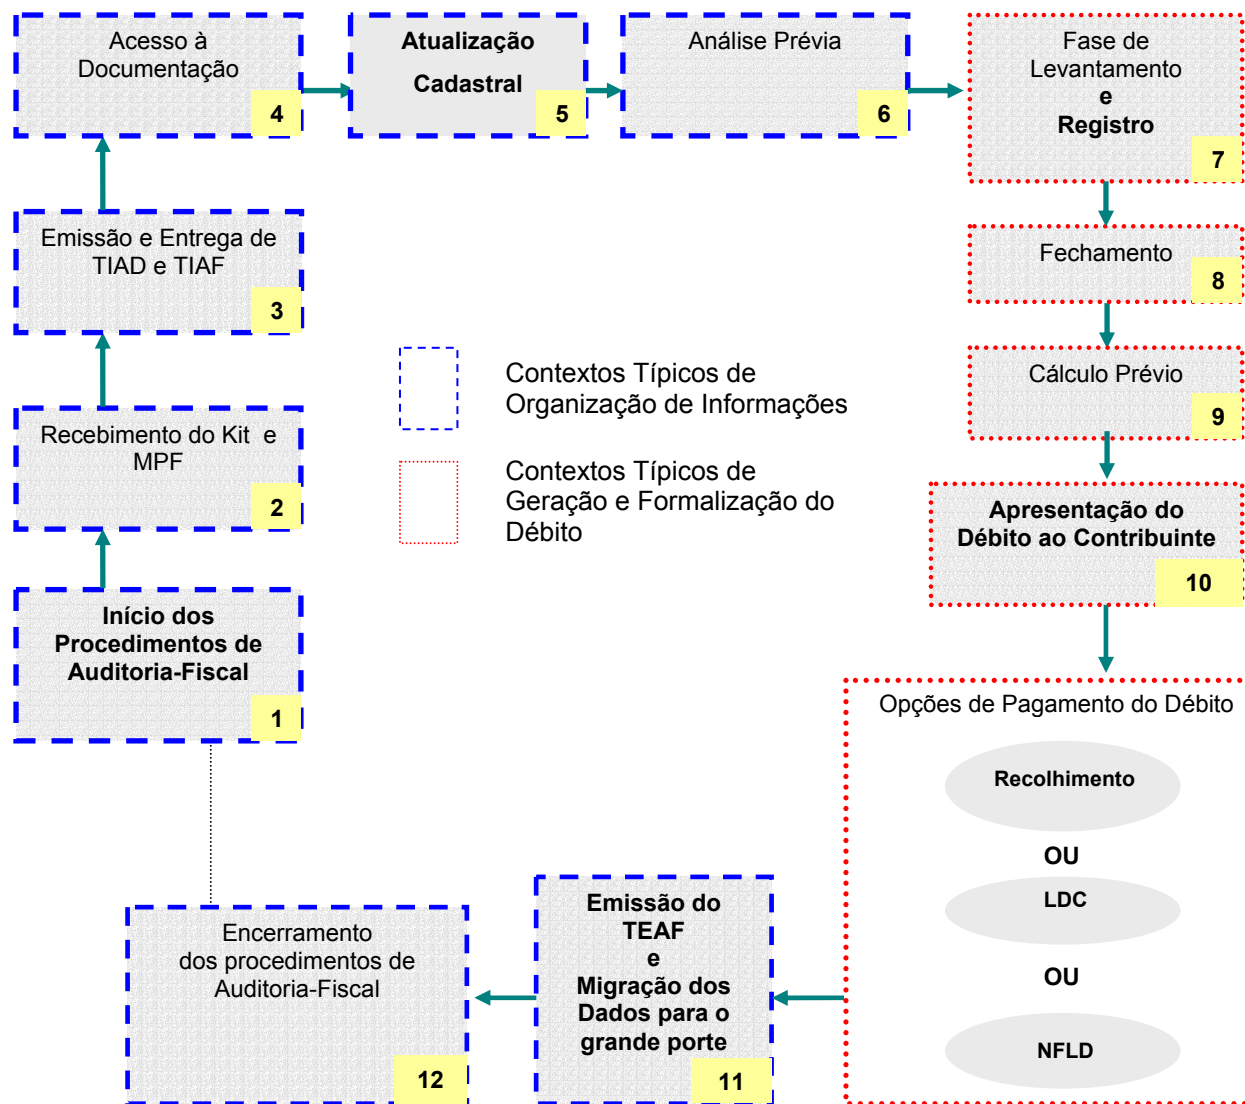 Início dos
Procedimentos de
Auditoria-Fiscal
1
Recebimento do Kit e
MPF
2
Emissão e Entrega de
TIAD e TIAF
3
Acesso à
Documentação
4
Atualização
Cadastral
5
Análise Prévia
6
Fase de
Levantamento
e
Registro
7
Fechamento
8
Cálculo Prévio
9
Apresentação do
Débito ao Contribuinte
10
Opções de Pagamento do Débito
Recolhimento
OU
LDC
OU
NFLD
Emissão do
TEAF
e
Migração dos
Dados para o
grande porte
11
Encerramento
dos procedimentos de
Auditoria-Fiscal
12
Contextos Típicos de
Organização de Informações
Contextos Típicos de
Geração e Formalização do
Débito